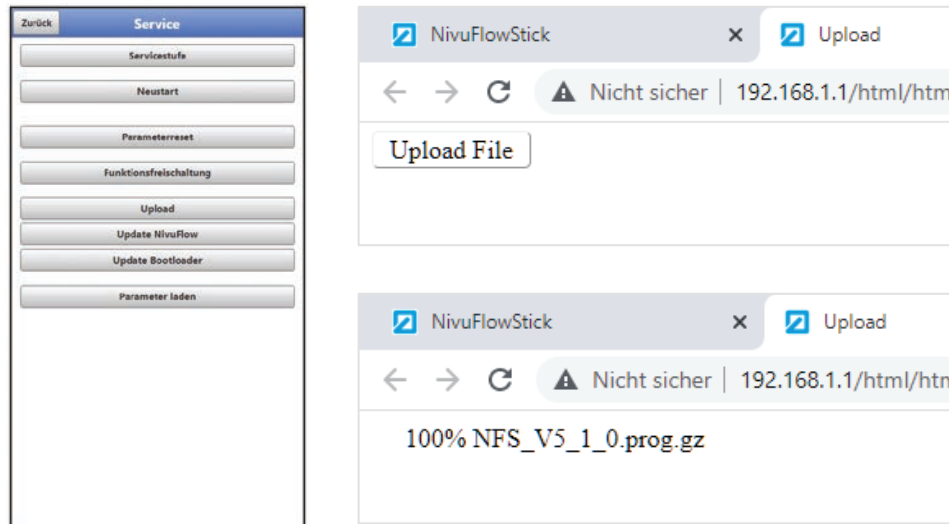 Zurück Service
Servicestufe
Neustart
Parameterreset
Funktionsfreischaltung
Upload
Update NivuFlow
Update Bootloader
Parameter laden
NivuFlowStick Upload
Nicht sicher 192.168.1.1/html/htm
Upload File
NivuFlowStick Upload
Nicht sicher 192.168.1.1/html/htm
100% NFS_V5_1_0.prog.gz